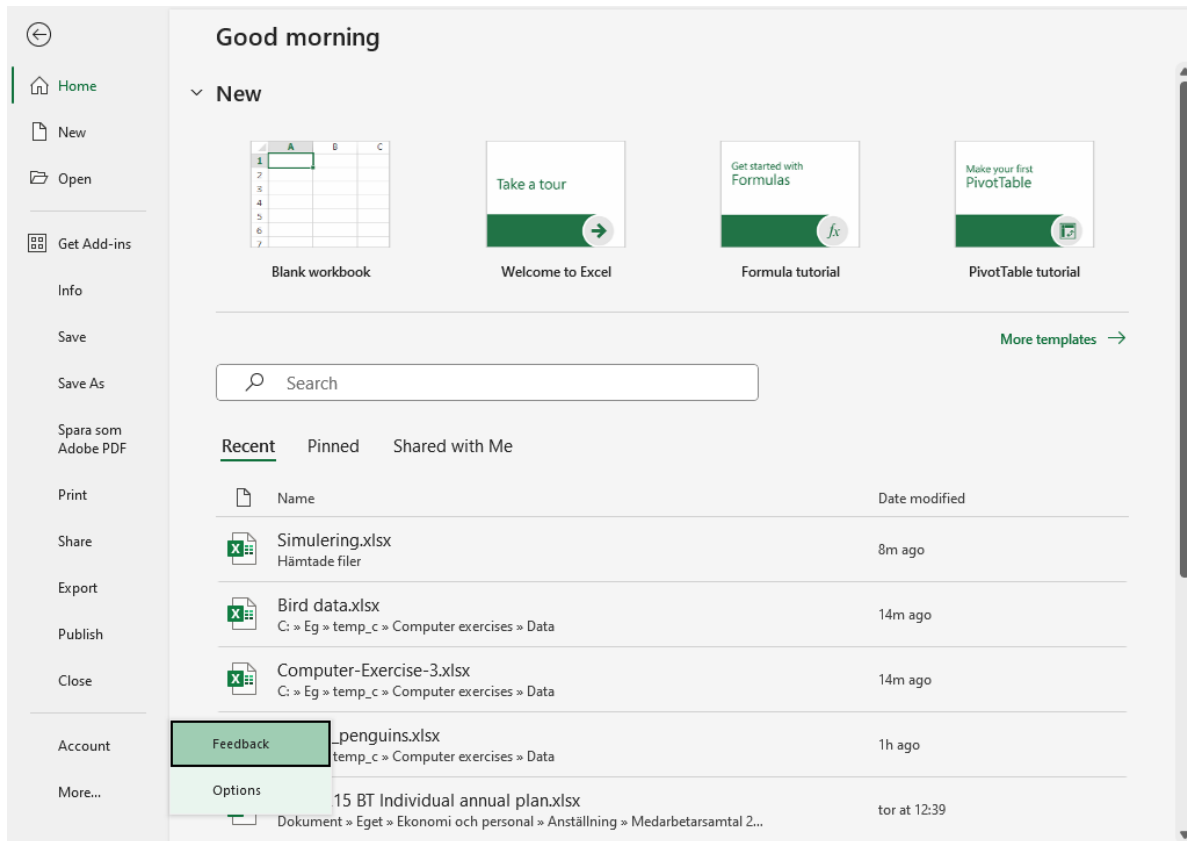 Good morning
Home
New
Open
Get Add-ins
Info
Save
Save As
Spara som
Adobe PDF
Print
Share
Export
Publish
Close
Account
More...
Feedback
Options
New
A B C
1
2
3
4
5
6
7
Blank workbook
Take a tour
Welcome to Excel
Get started with
Formulas
fx
Formula tutorial
Make your first
PivotTable
PivotTable tutorial
More templates
Search
Recent Pinned Shared with Me
Name Date modified
Simulering.xlsx
Hämtade filer
8m ago
Bird data.xlsx
C: » Eg » temp_c » Computer exercises » Data
14m ago
Computer-Exercise-3.xlsx
C: » Eg » temp_c » Computer exercises » Data
14m ago
_penguins.xlsx
temp_c » Computer exercises » Data
1h ago
15 BT Individual annual plan.xlsx
Dokument » Eget » Ekonomi och personal » Anställning » Medarbetarsamtal 2...
tor at 12:39